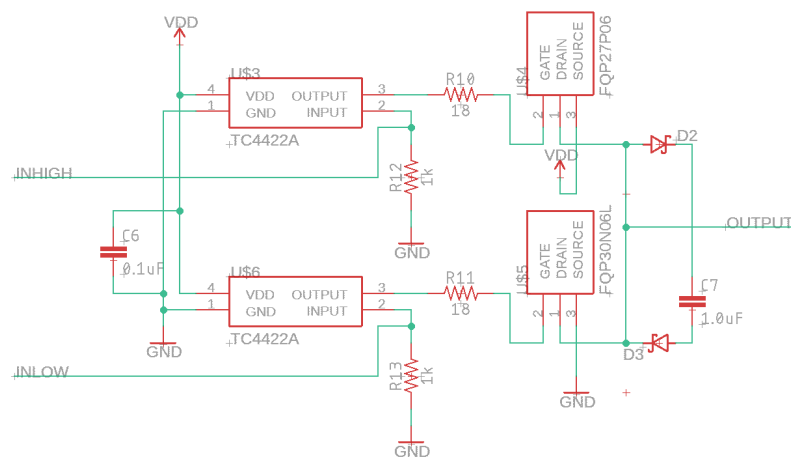 VDD
U$3
4
VDD
OUTPUT
3
1
GND
INPUT
2
TC4422A
R10
18
U$4
GATE
DRAIN
SOURCE
FQP27P06
2
1
3
VDD
D2
INHIGH
R12
1k
GND
C6
0.1uF
GND
U$6
4
VDD
OUTPUT
3
1
GND
INPUT
2
TC4422A
R11
18
U$5
GATE
DRAIN
SOURCE
FQP30N06L
2
1
3
GND
OUTPUT
C7
1.0uF
D3
INLOW
R13
1k
GND